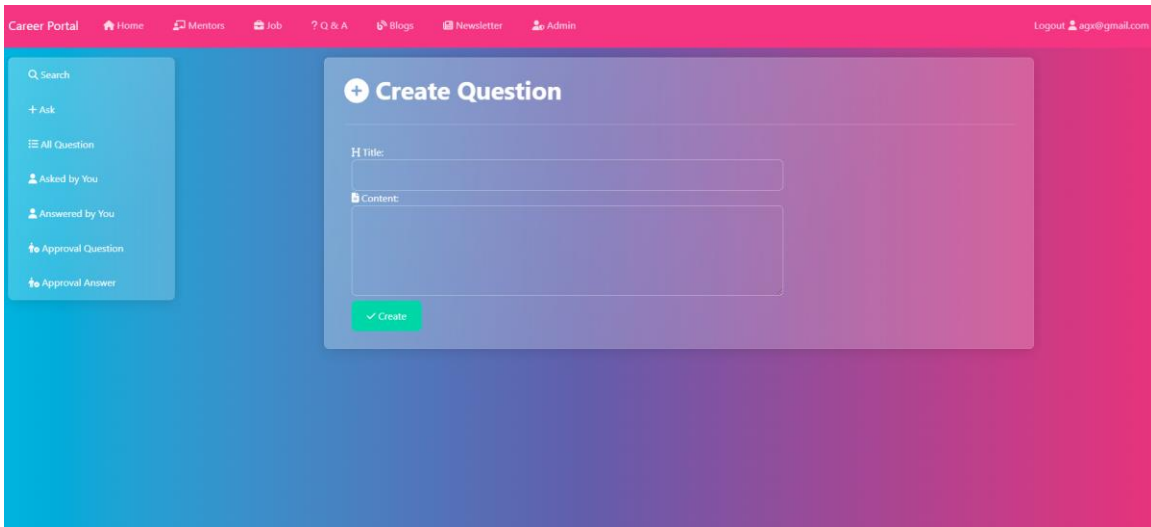 Career Portal Home Mentors Job ? Q & A Blogs Newsletter Admin Logout agx@gmail.com
Search
+ Ask
All Question
Asked by You
Answered by You
Approval Question
Approval Answer
Create Question
H Title:
Content:
Create